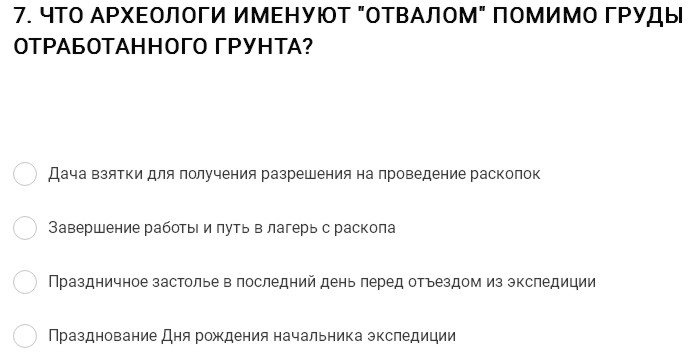 7. ЧТО АРХЕОЛОГИ ИМЕНУЮТ "ОТВАЛОМ" ПОМИМО ГРУДЫ
ОТРАБОТАННОГО ГРУНТА?
Дача взятки для получения разрешения на проведение раскопок
Завершение работы и путь в лагерь с раскопа
Праздничное застолье в последний день перед отъездом из экспедиции
Празднование Дня рождения начальника экспедиции